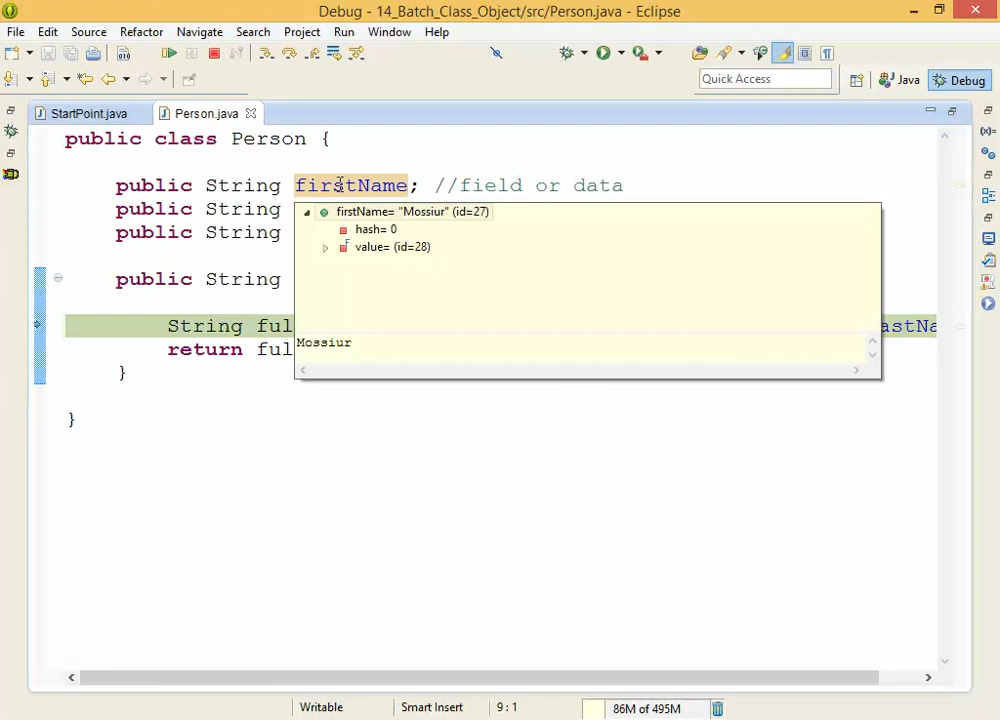 Debug - 14_Batch_Class_Object/src/Person.java - Eclipse
File Edit Source Refactor Navigate Search Project Run Window Help
Quick Access
Java
Debug
StartPoint.java
Person.java
public class Person {
public String firstName; //field or data
public String
public String
public String
firstName= "Mossiur" (id=27)
hash= 0
F
value= (id=28)
Mossiur
String ful
astNa
return ful
}
}
Writable
Smart Insert
9 : 1
86M of 495M